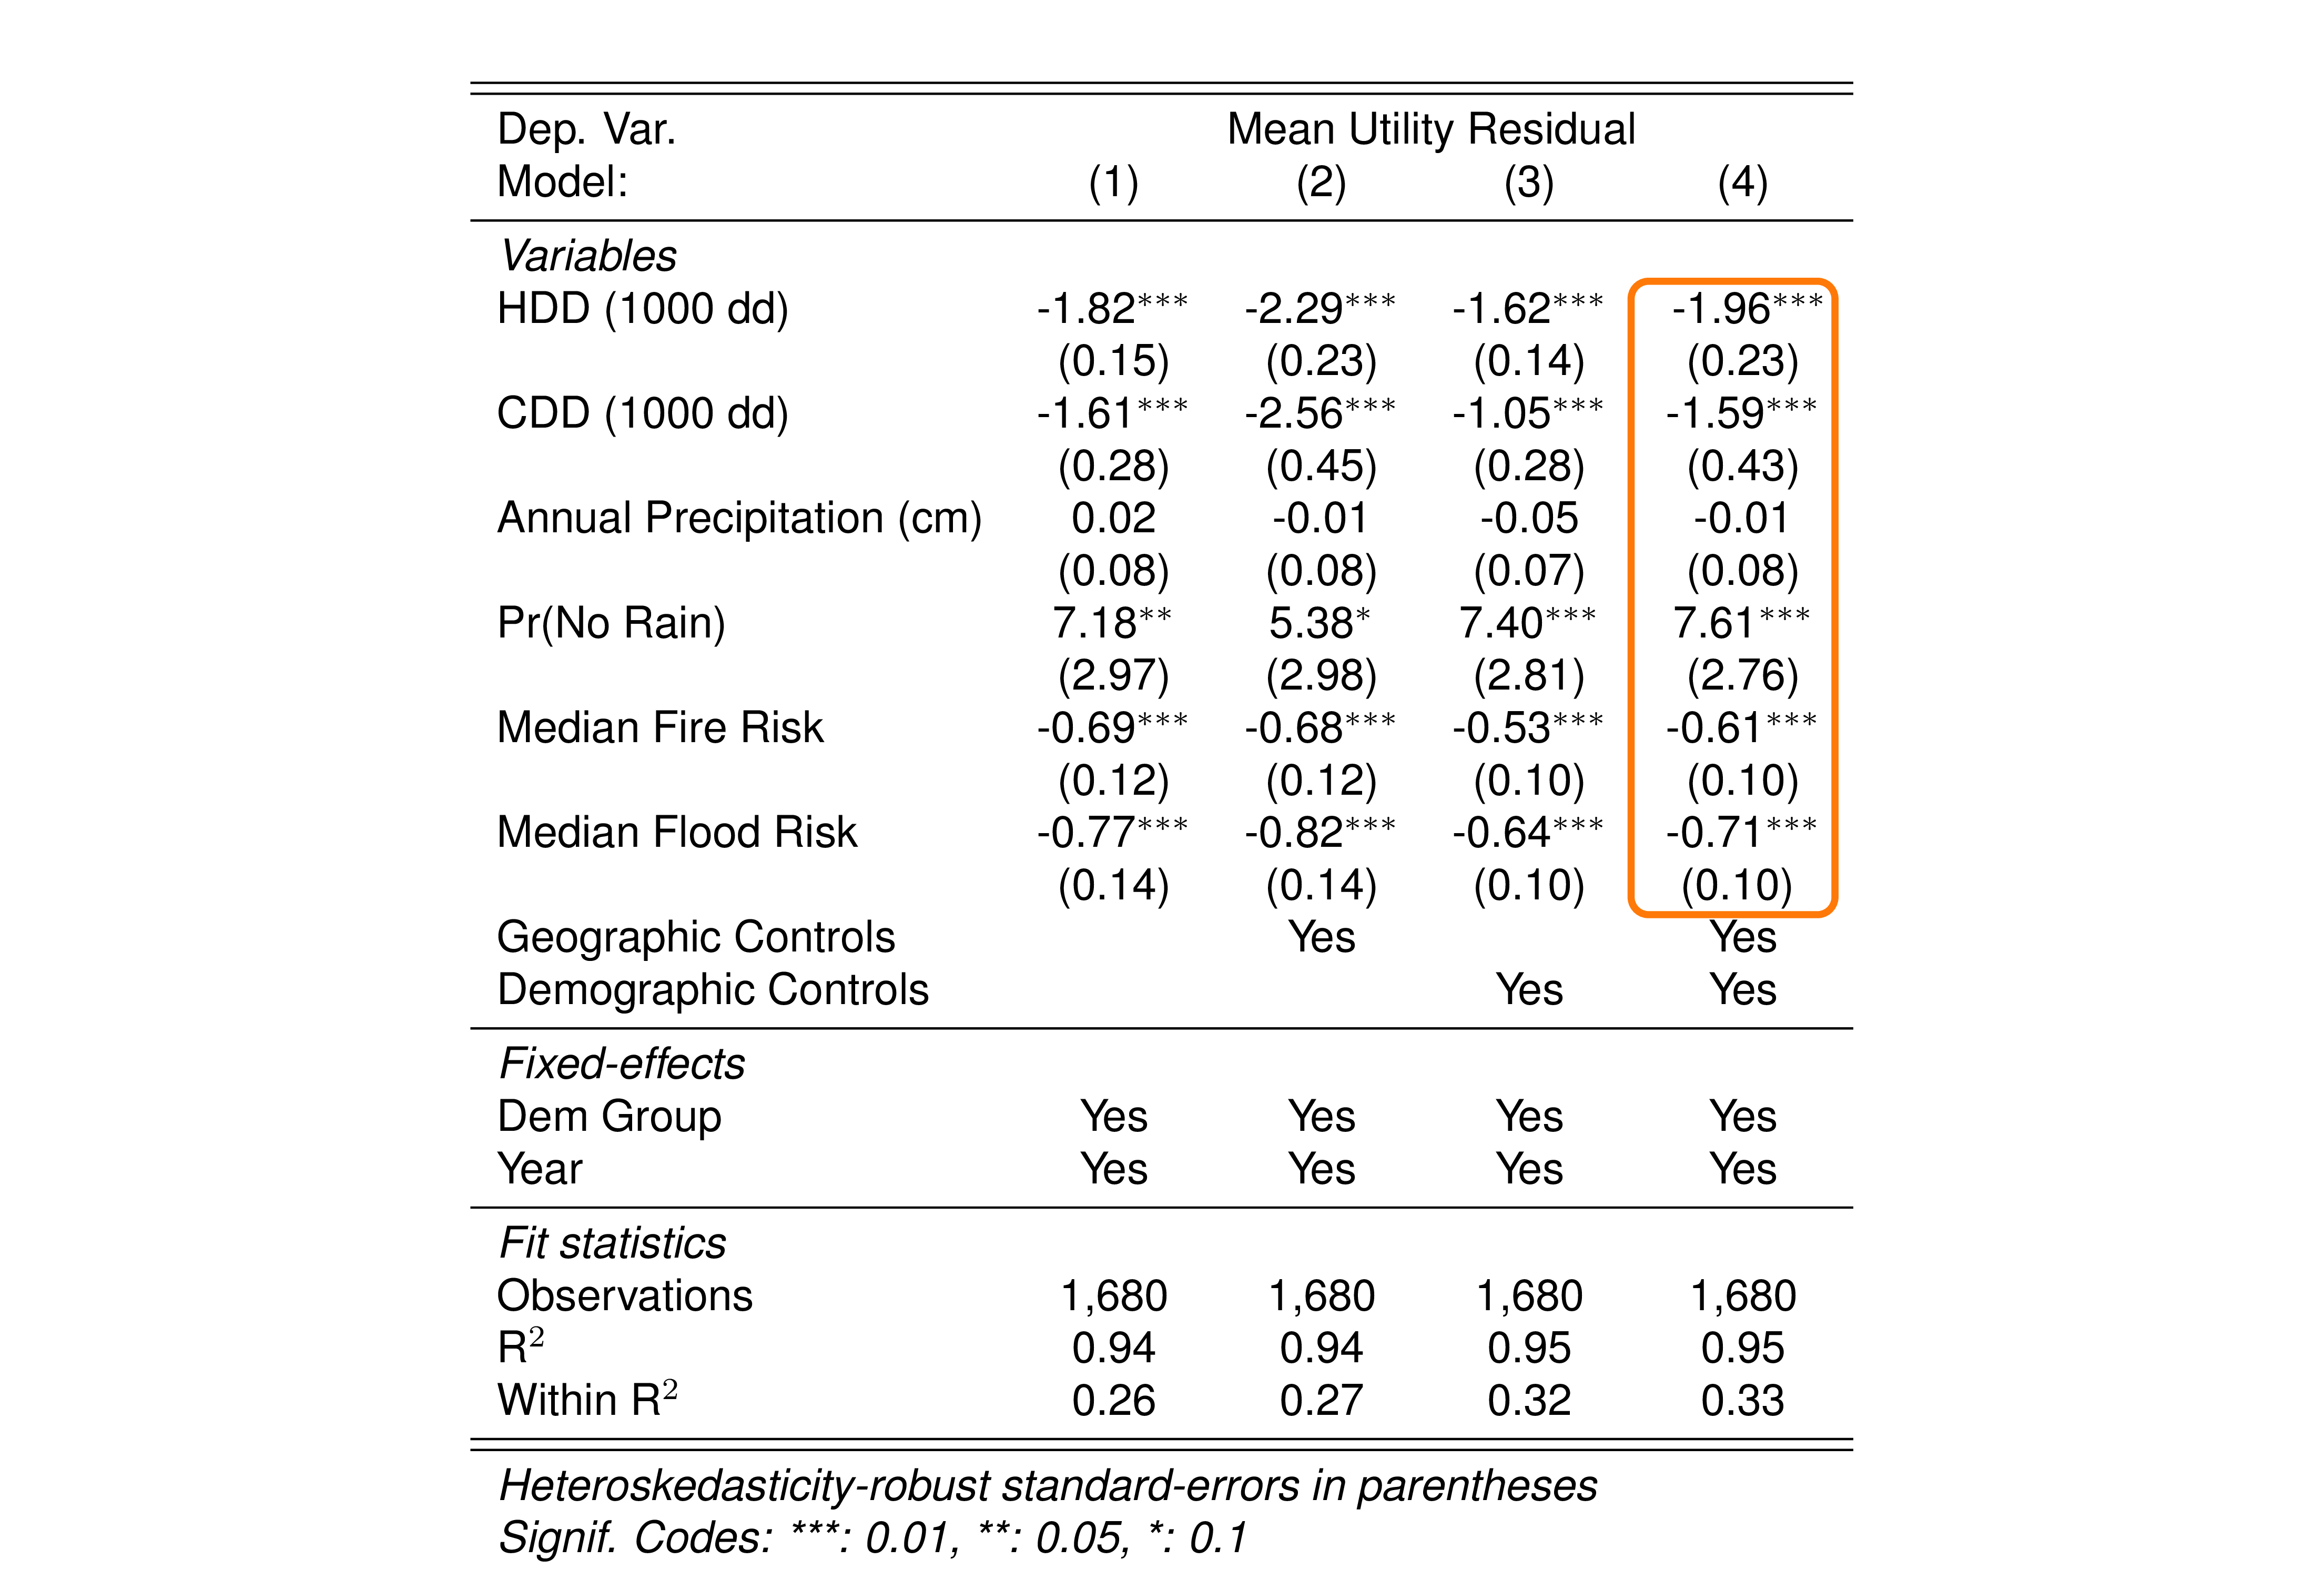 Dep. Var. Mean Utility Residual
Model: (1) (2) (3) (4)
Variables
HDD (1000 dd) -1.82*** -2.29*** -1.62*** -1.96***
(0.15) (0.23) (0.14) (0.23)
CDD (1000 dd) -1.61*** -2.56*** -1.05*** -1.59***
(0.28) (0.45) (0.28) (0.43)
Annual Precipitation (cm) 0.02 -0.01 -0.05 -0.01
(0.08) (0.08) (0.07) (0.08)
Pr(No Rain) 7.18** 5.38* 7.40*** 7.61***
(2.97) (2.98) (2.81) (2.76)
Median Fire Risk -0.69*** -0.68*** -0.53*** -0.61***
(0.12) (0.12) (0.10) (0.10)
Median Flood Risk -0.77*** -0.82*** -0.64*** -0.71***
(0.14) (0.14) (0.10) (0.10)
Geographic Controls Yes Yes
Demographic Controls Yes Yes
Fixed-effects
Dem Group Yes Yes Yes Yes
Year Yes Yes Yes Yes
Fit statistics
Observations 1,680 1,680 1,680 1,680
R² 0.94 0.94 0.95 0.95
Within R² 0.26 0.27 0.32 0.33
Heteroskedasticity-robust standard-errors in parentheses
Signif. Codes: ***: 0.01, **: 0.05, *: 0.1